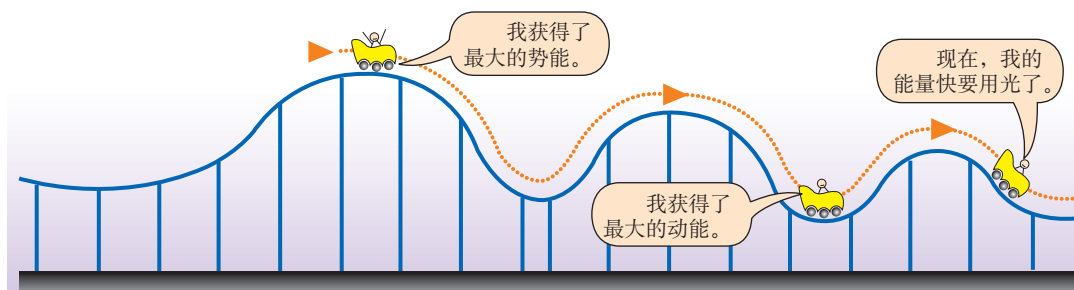 我获得了
最大的势能。
我获得了
最大的动能。
现在，我的
能量快要用光了。